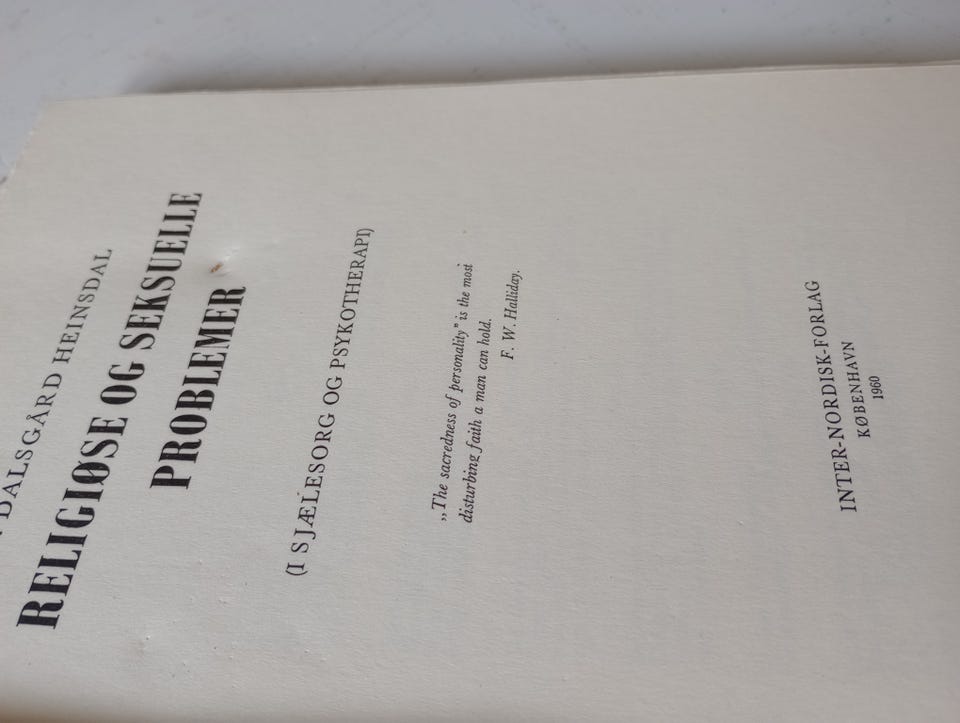 DALSGÅRD HEINSDAL
RELIGIØSE OG SEKSUELLE
PROBLEMER
(I SJÆLESORG OG PSYKOTHERAPI)
„The sacredness of personality” is the most
disturbing faith a man can hold.
F. W. Halliday.
INTER-NORDISK-FORLAG
KØBENHAVN
1960